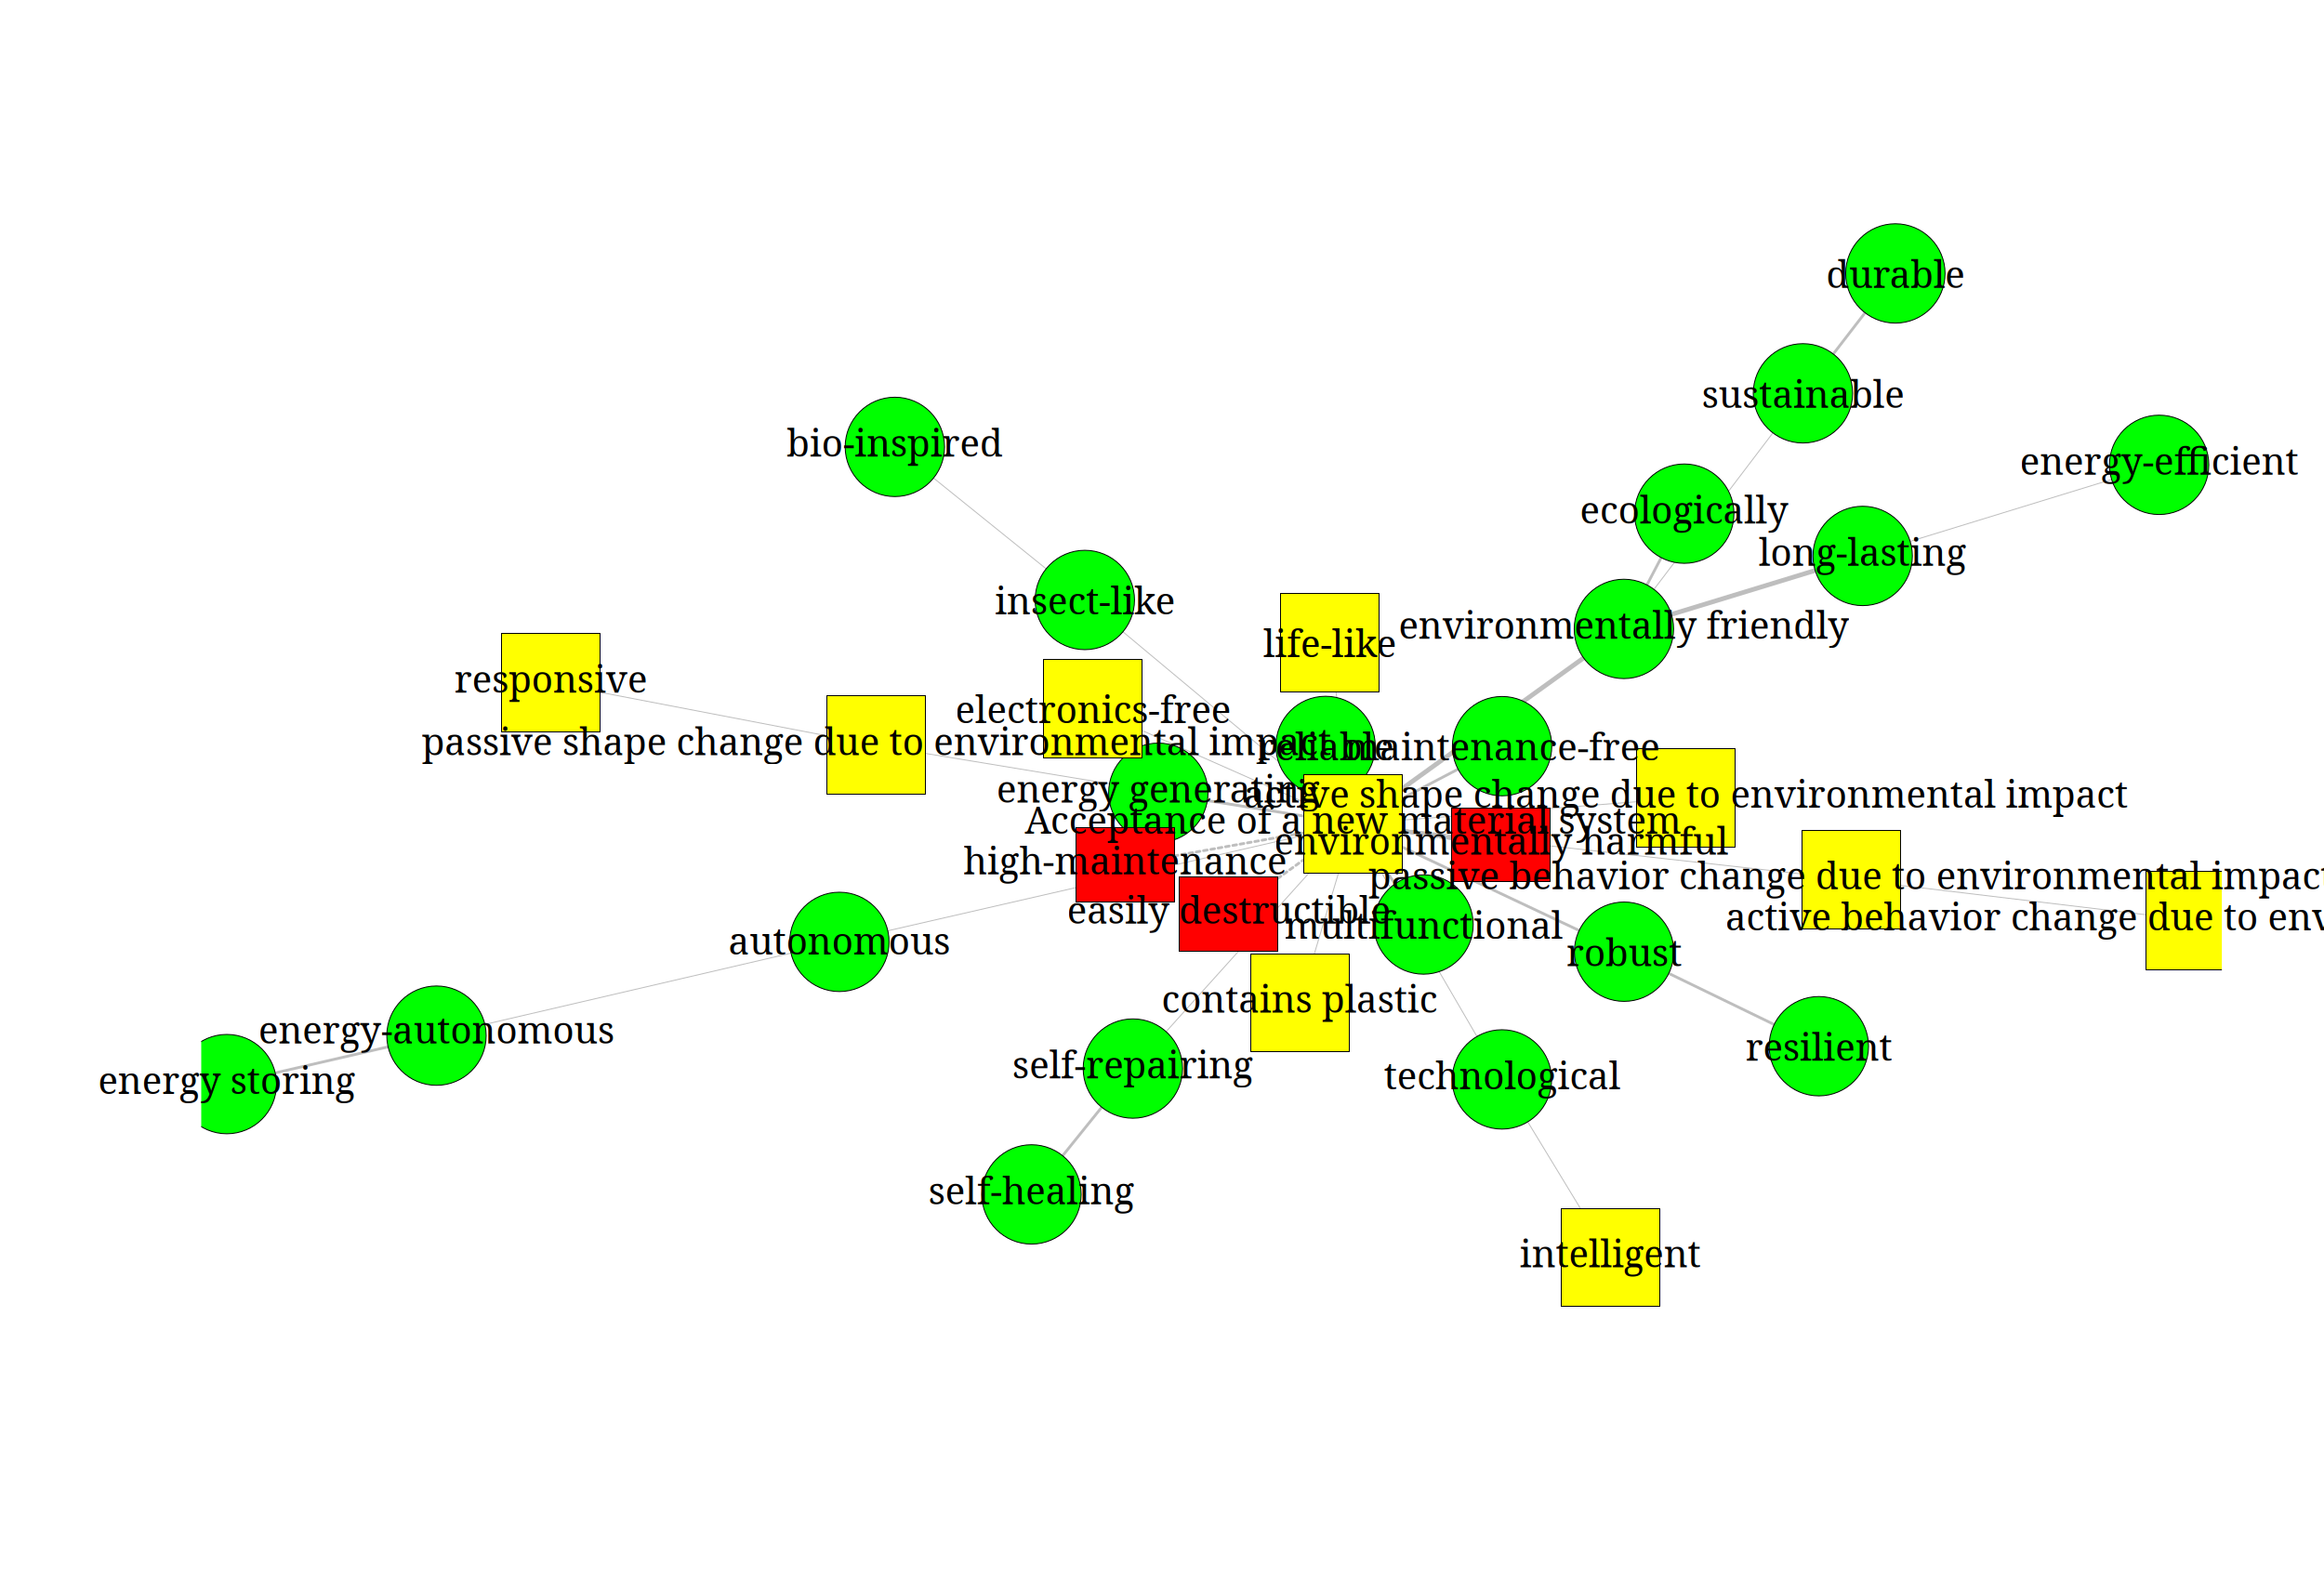 durable
sustainable
bio-inspired
energy-efficient
ecologically
long-lasting
insect-like
environmentally friendly
life-like
responsive
electronics-free
passive shape change due to environmental impact
reliable
maintenance-free
energy generating
active shape change due to environmental impact
Acceptance of a new material system
environmentally harmful
high-maintenance
passive behavior change due to environmental impact
easily destructible
active behavior change due to env
multifunctional
autonomous
robust
contains plastic
energy-autonomous
resilient
self-repairing
technological
energy storing
self-healing
intelligent